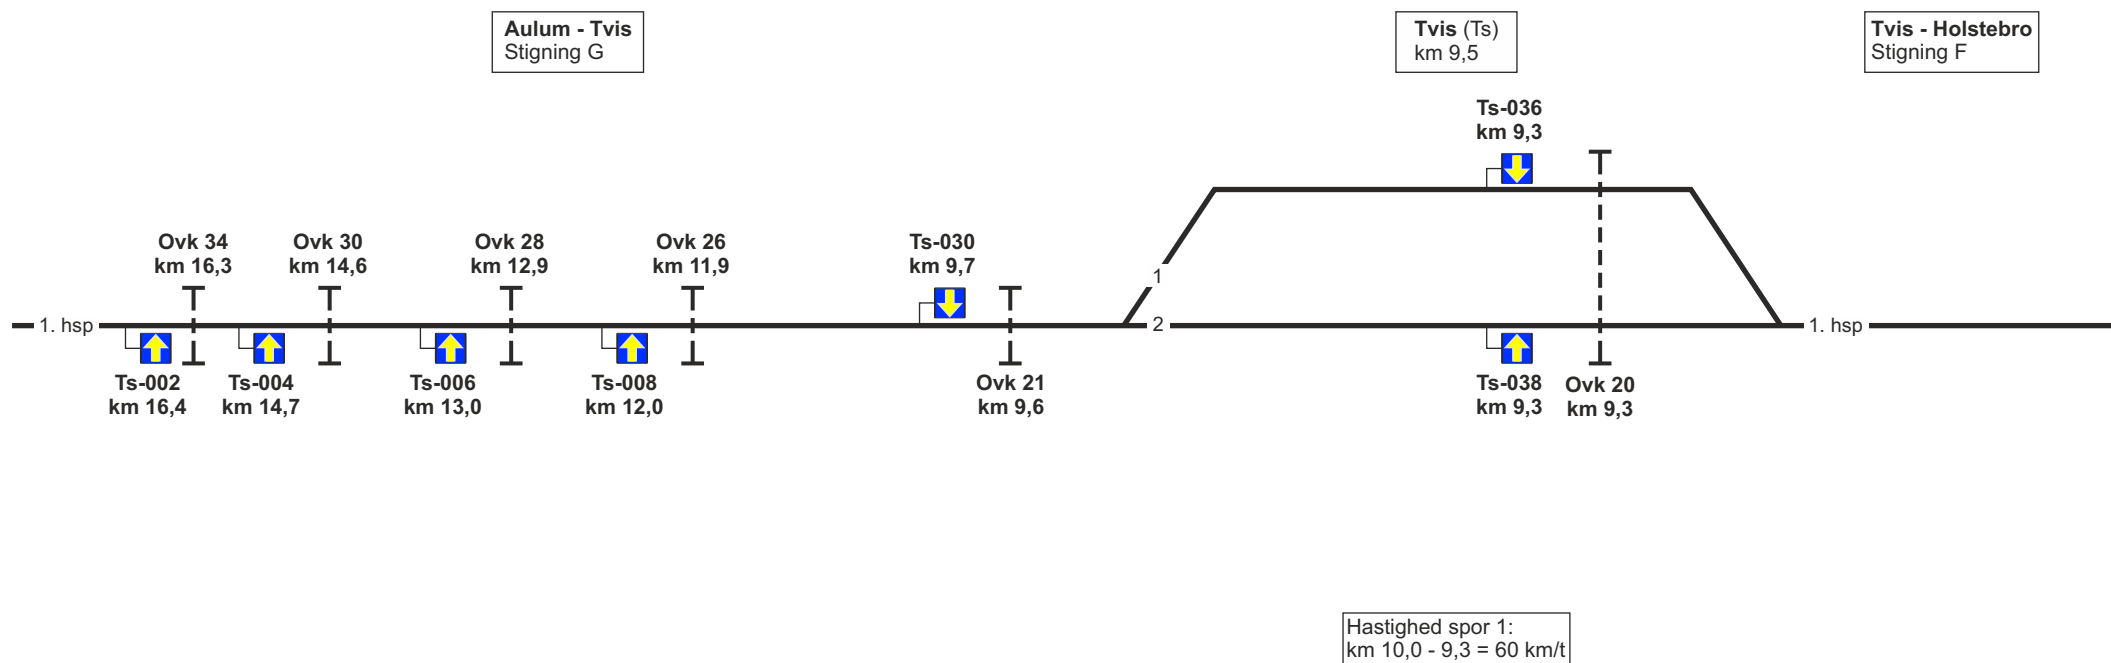 Aulum - Tvis
Stigning G
Tvis (Ts)
km 9,5
Tvis - Holstebro
Stigning F
Ts-036
km 9,3
Ovk 34
km 16,3
Ovk 30
km 14,6
Ovk 28
km 12,9
Ovk 26
km 11,9
Ts-030
km 9,7
1
1. hsp
2
1. hsp
Ts-002
km 16,4
Ts-004
km 14,7
Ts-006
km 13,0
Ts-008
km 12,0
Ovk 21
km 9,6
Ts-038
km 9,3
Ovk 20
km 9,3
Hastighed spor 1:
km 10,0 - 9,3 = 60 km/t